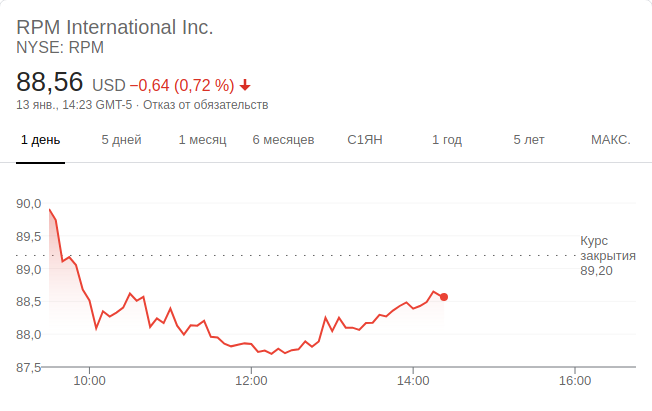 RPM International Inc.
NYSE: RPM
88,56 USD −0,64 (0,72 %)
13 янв., 14:23 GMT-5 · Отказ от обязательств
1 день 5 дней 1 месяц 6 месяцев С1ЯН 1 год 5 лет МАКС.
90,0
89,5
Курс
закрытия
89,20
89,0
88,5
88,0
87,5
10:00 12:00 14:00 16:00